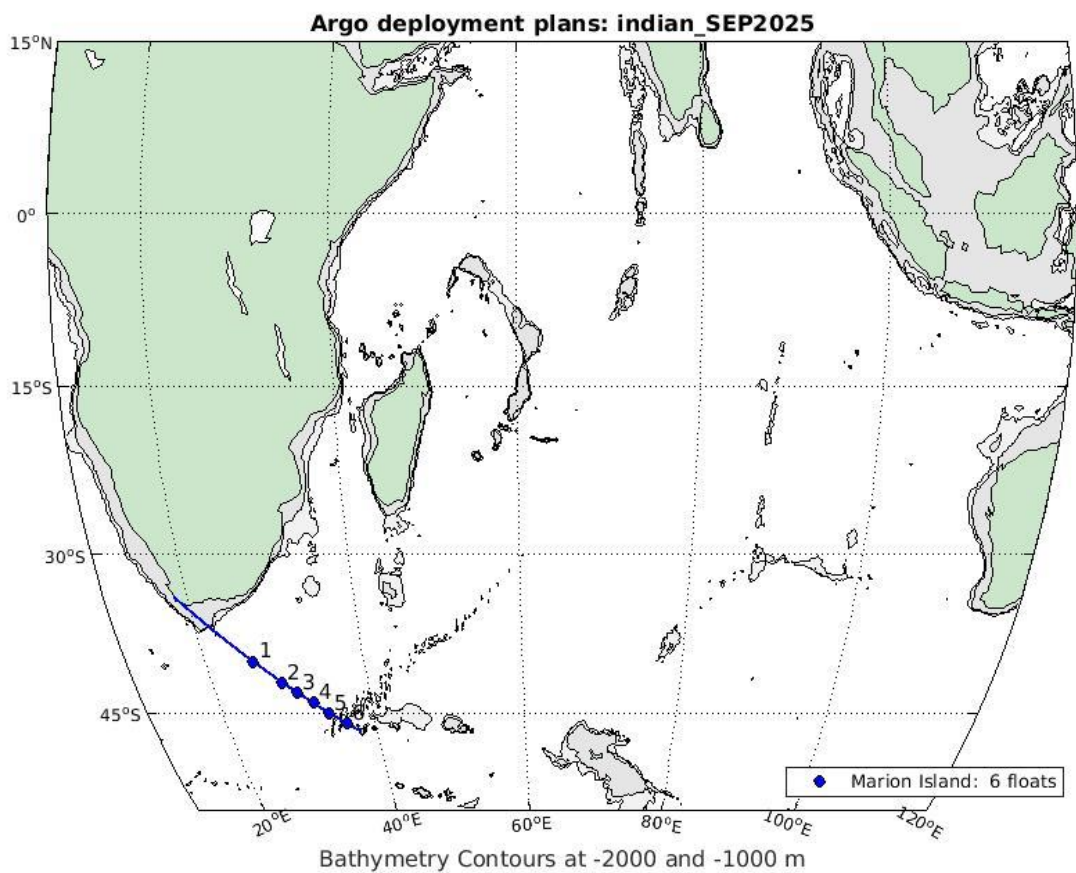 Argo deployment plans: indian_SEP2025
15°N
0°
15°S
30°S
45°S
1
2
3
4
5
6
Marion Island: 6 floats
20°E
40°E
60°E
80°E
100°E
120°E
Bathymetry Contours at -2000 and -1000 m